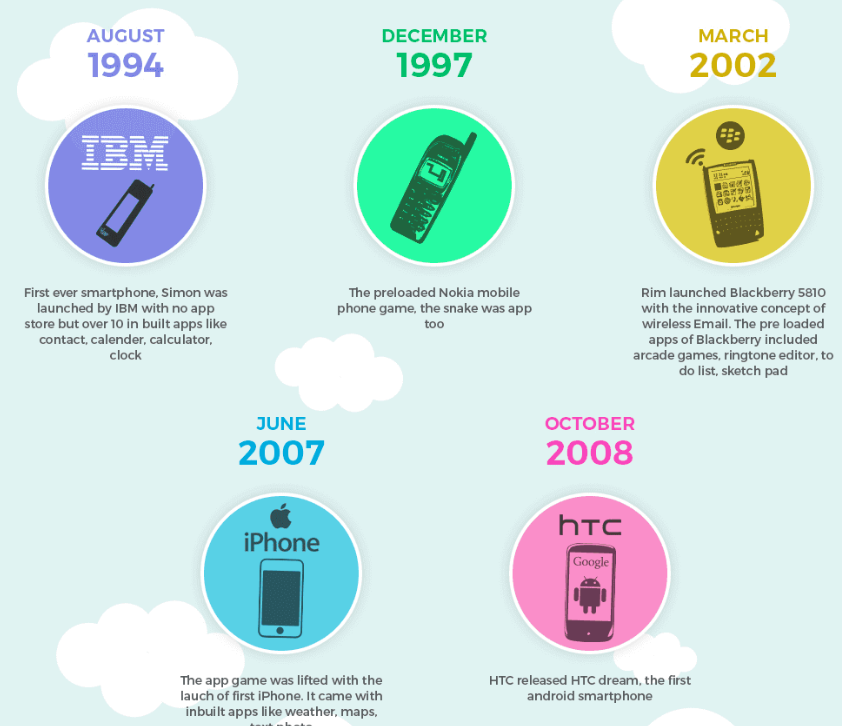 AUGUST
1994
DECEMBER
1997
MARCH
2002
IBM
First ever smartphone, Simon was
launched by IBM with no app
store but over 10 in built apps like
contact, calender, calculator,
clock
The preloaded Nokia mobile
phone game, the snake was app
too
Rim launched Blackberry 5810
with the innovative concept of
wireless Email. The pre loaded
apps of Blackberry included
arcade games, ringtone editor, to
do list, sketch pad
JUNE
2007
OCTOBER
2008
iPhone
hTC
Google
The app game was lifted with the
lauch of first iPhone. It came with
inbuilt apps like weather, maps,
text photo
HTC released HTC dream, the first
android smartphone